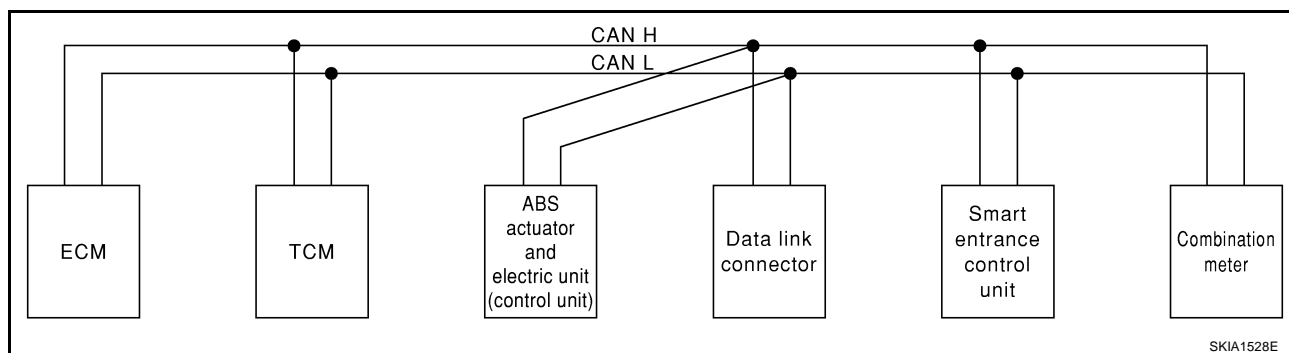 CAN H
CAN L
ECM
TCM
ABS
actuator
and
electric unit
(control unit)
Data link
connector
Smart
entrance
control
unit
Combination
meter
SKIA1528E